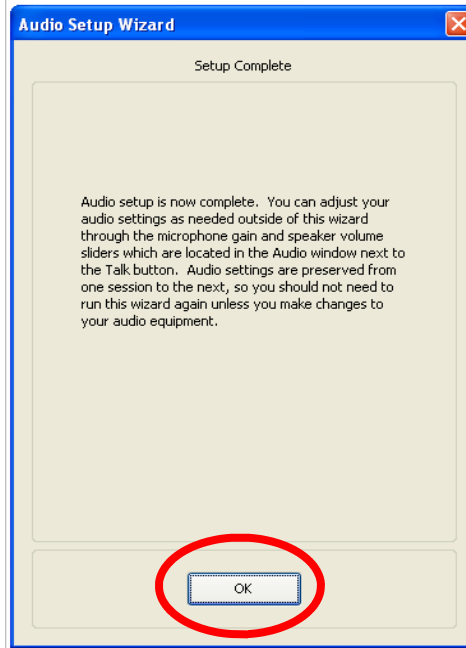 Audio Setup Wizard
Setup Complete
Audio setup is now complete.  You can adjust your
audio settings as needed outside of this wizard
through the microphone gain and speaker volume
sliders which are located in the Audio window next to
the Talk button.  Audio settings are preserved from
one session to the next, so you should not need to
run this wizard again unless you make changes to
your audio equipment.
OK